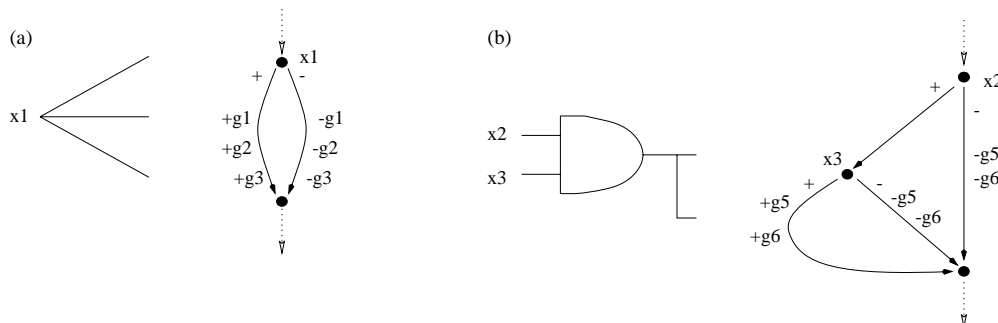 (a)
x1
x1
+
-
+g1
-g1
+g2
-g2
+g3
-g3
(b)
x2
x3
x2
+
-
x3
-g5
-g6
+
-
+g5
-g5
-g6
+g6